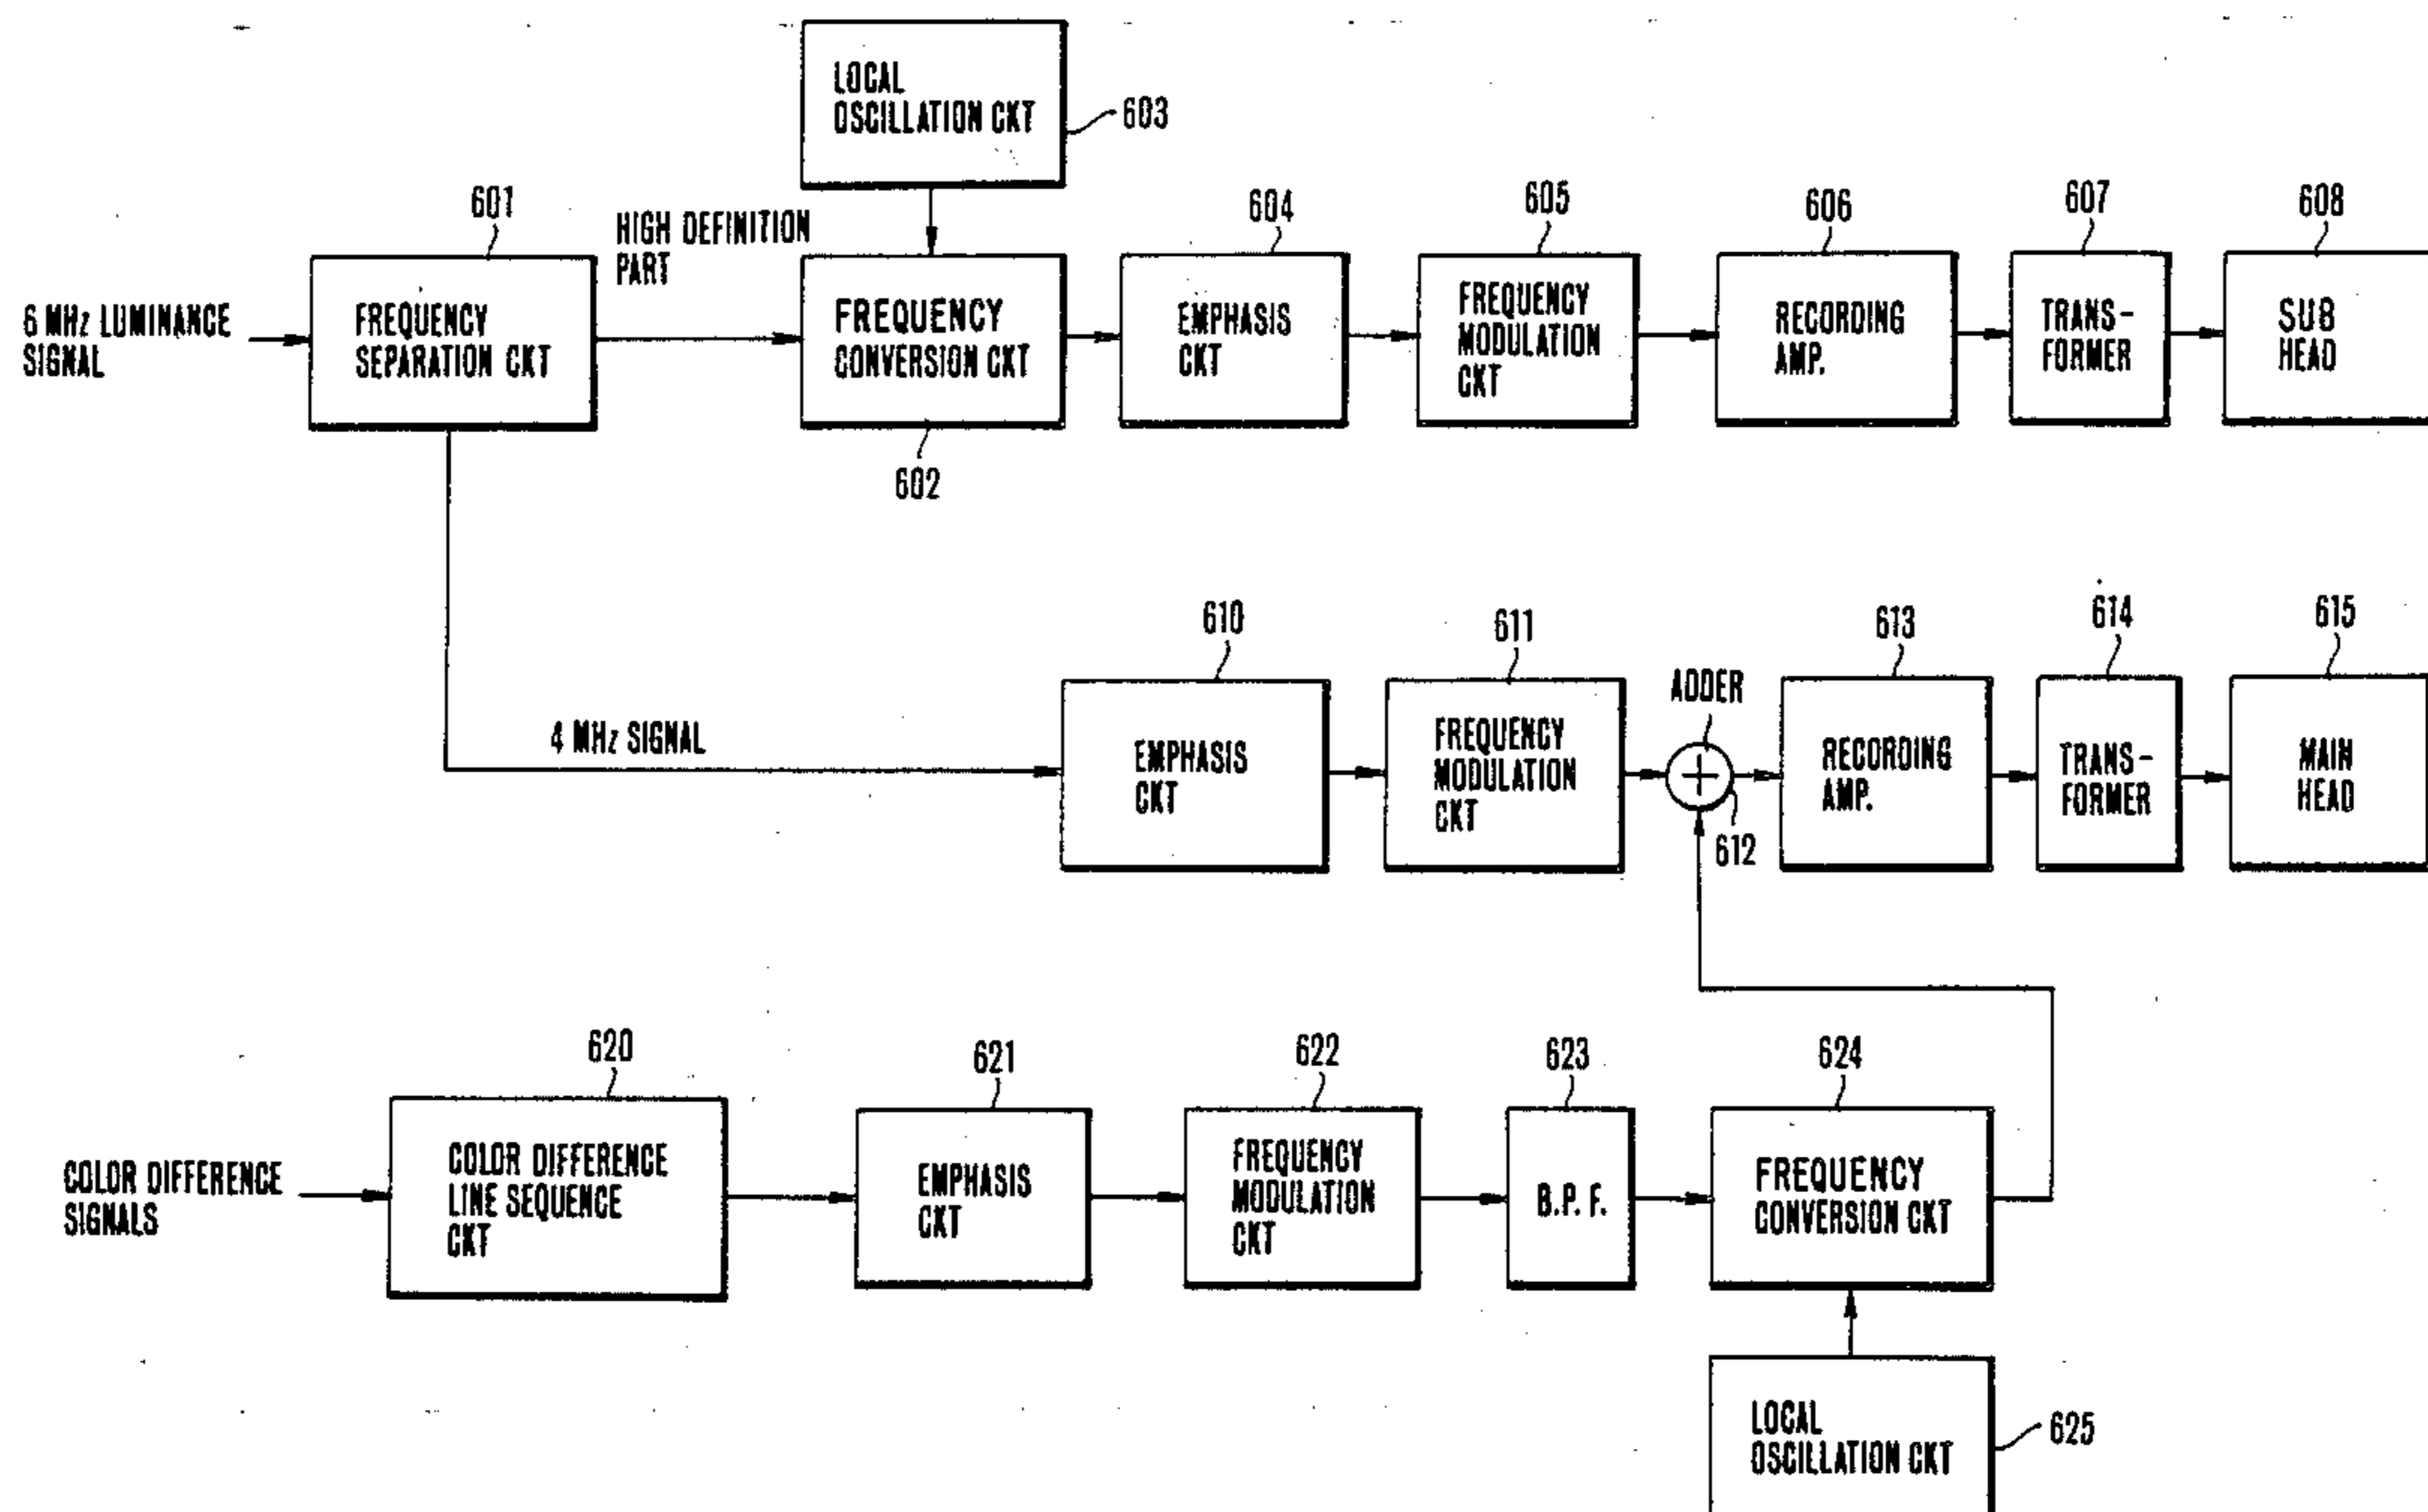 LOCAL
OSCILLATION CKT
603
601
HIGH DEFINITION
PART
604
605
606
607
608
6 MHz LUMINANCE
SIGNAL
FREQUENCY
SEPARATION CKT
FREQUENCY
CONVERSION CKT
EMPHASIS
CKT
FREQUENCY
MODULATION
CKT
RECORDING
AMP.
TRANS-
FORMER
SUB
HEAD
602
610
611
ADDER
613
614
615
4 MHz SIGNAL
EMPHASIS
CKT
FREQUENCY
MODULATION
CKT
612
RECORDING
AMP.
TRANS-
FORMER
MAIN
HEAD
620
621
622
623
624
COLOR DIFFERENCE
SIGNALS
COLOR DIFFERENCE
LINE SEQUENCE
CKT
EMPHASIS
CKT
FREQUENCY
MODULATION
CKT
B.P.F.
FREQUENCY
CONVERSION CKT
LOCAL
OSCILLATION CKT
625